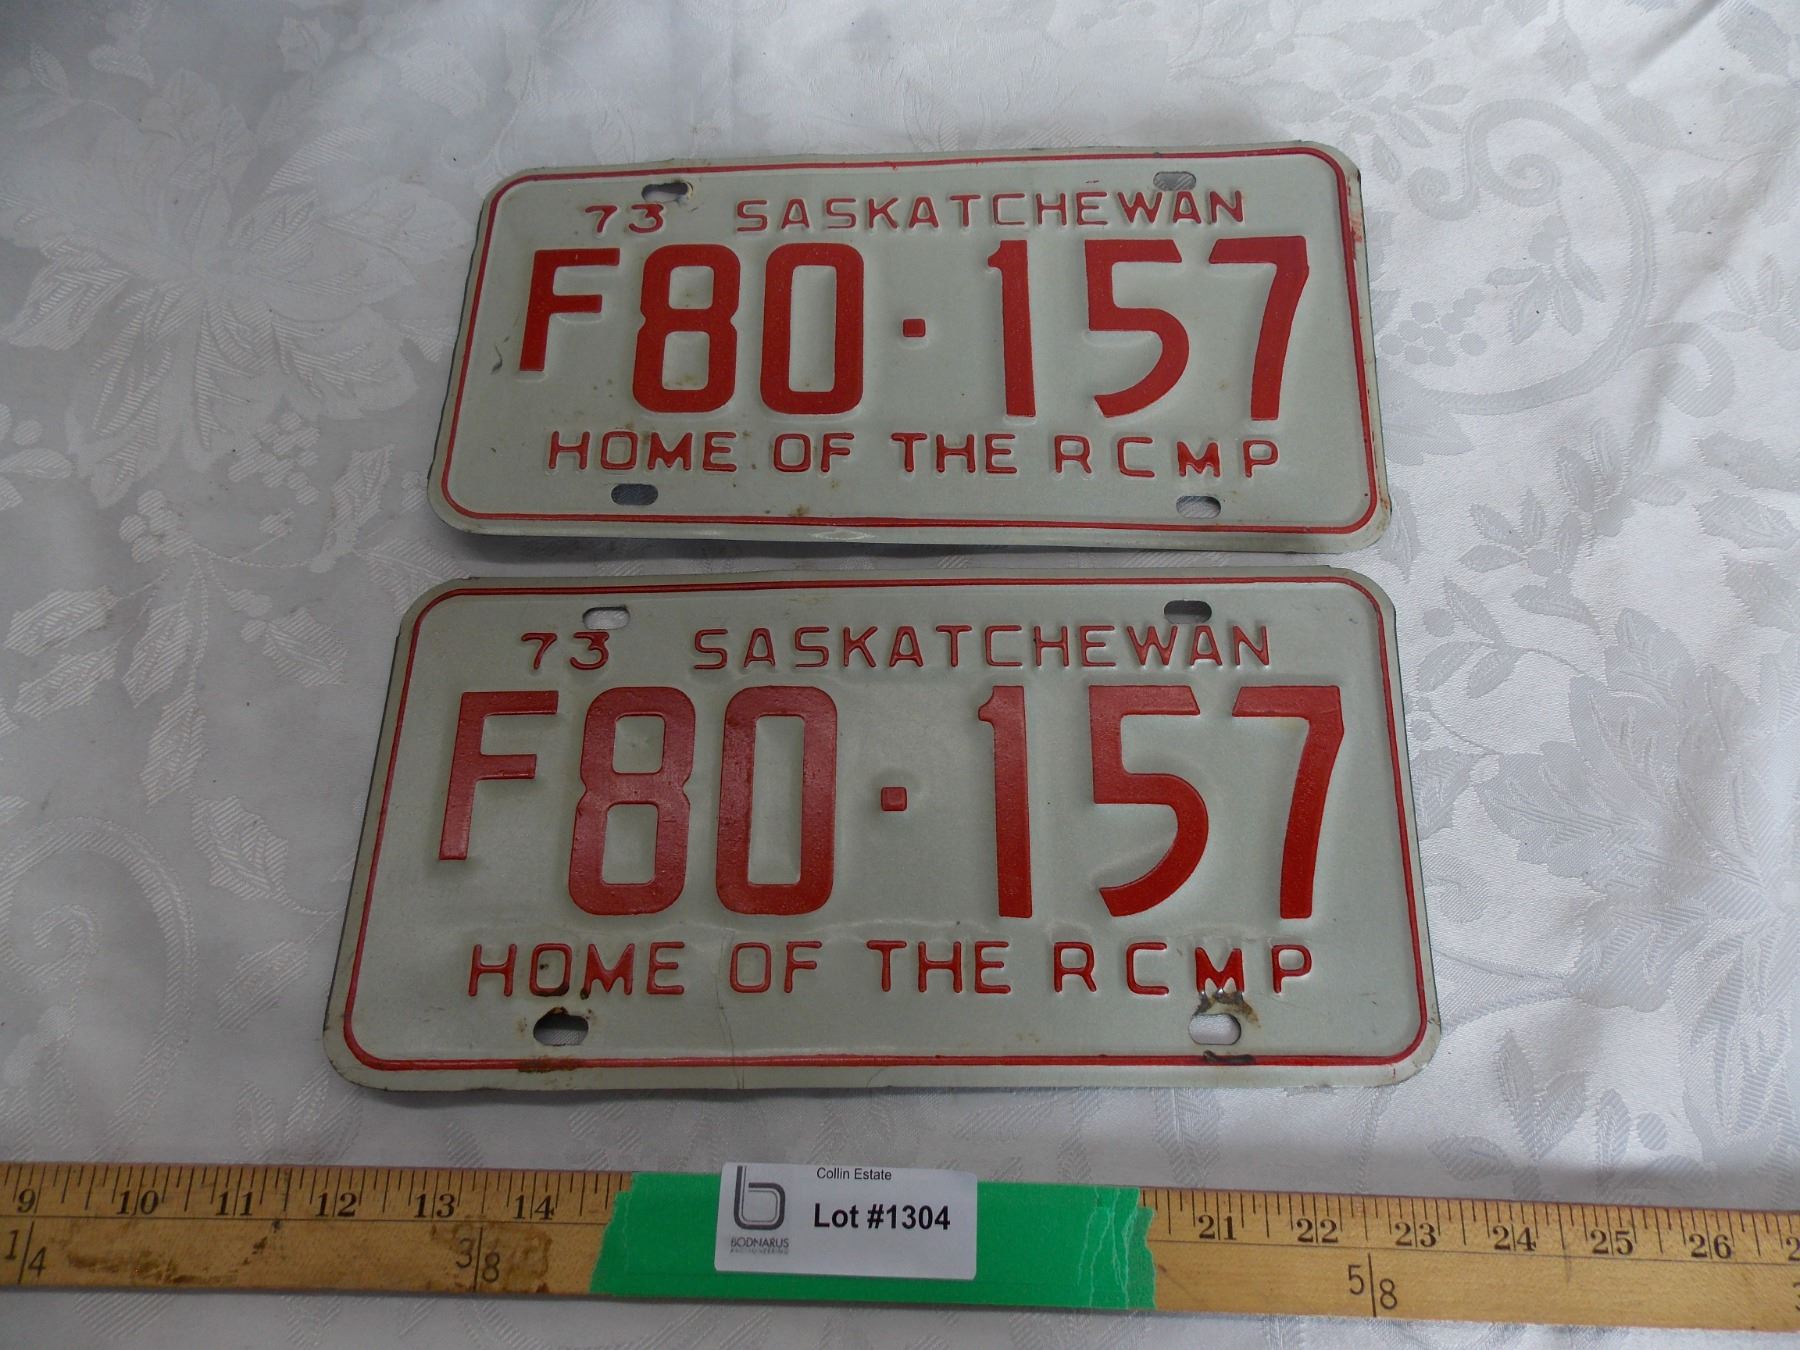 73 SASKATCHEWAN
F80·157
HOME OF THE RCMP
73 SASKATCHEWAN
F80·157
HOME OF THE RCMP
Collin Estate
Lot #1304
BODNARUS
AUCTIONEERING
9 10 11 12 13 14 21 22 23 24 25 26
1/4 3/8 5/8